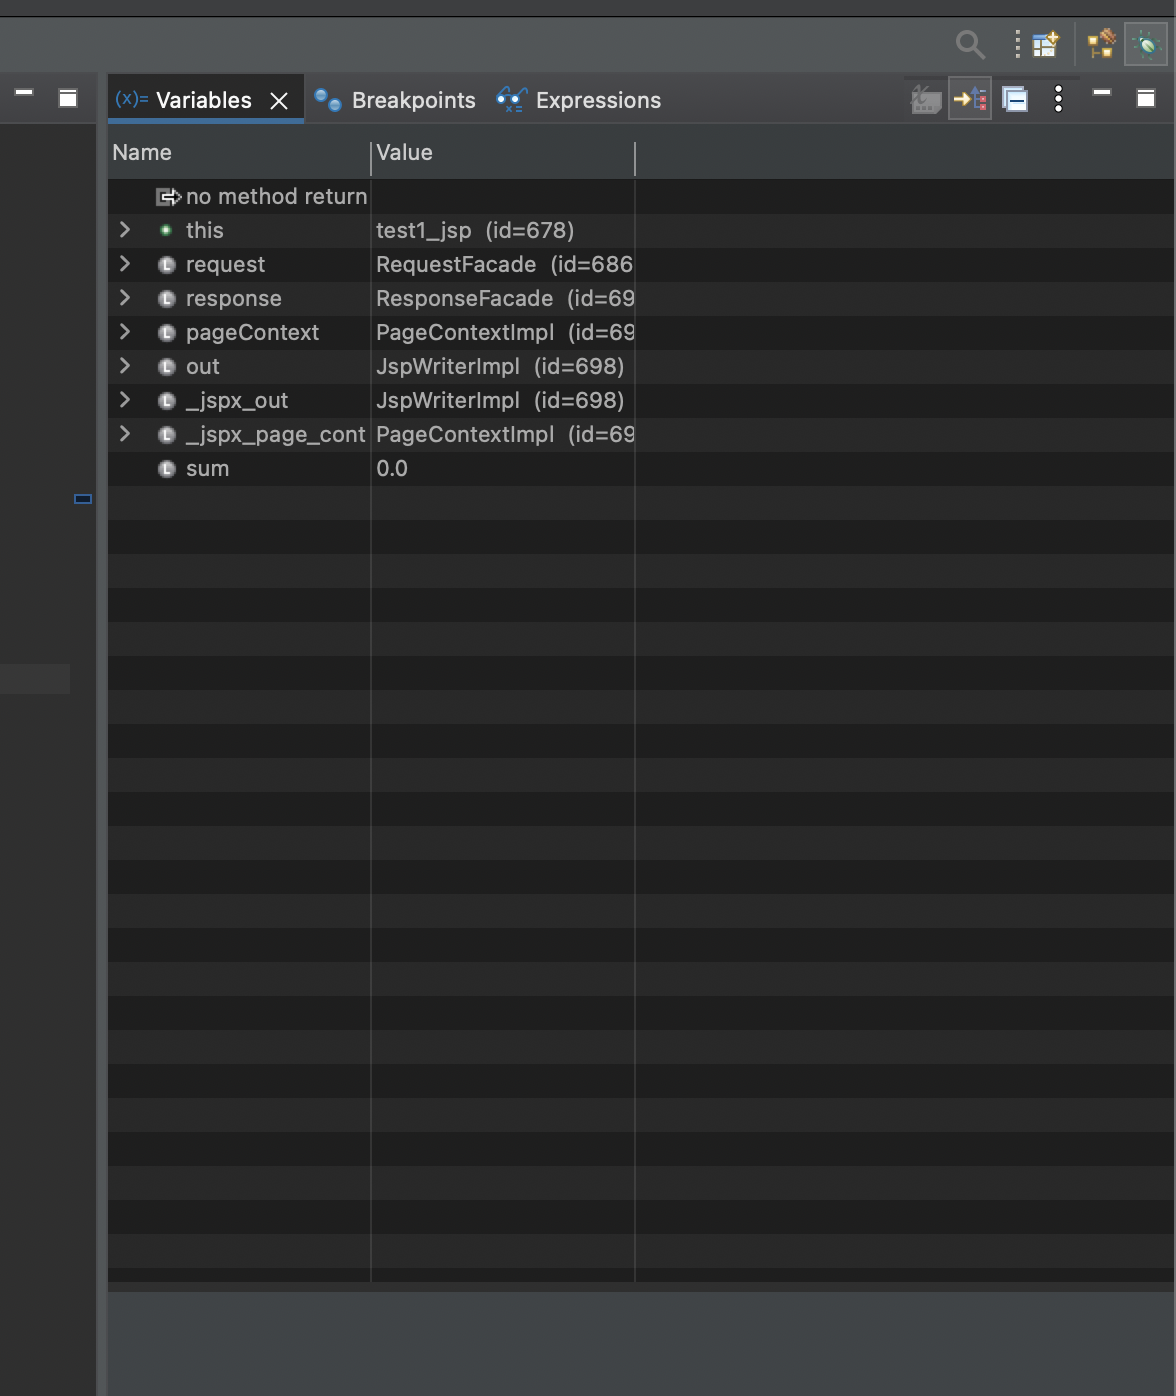 (x)= Variables Breakpoints Expressions
Name Value
no method return
this test1_jsp (id=678)
request RequestFacade (id=686
response ResponseFacade (id=69
pageContext PageContextImpl (id=69
out JspWriterImpl (id=698)
_jspx_out JspWriterImpl (id=698)
_jspx_page_cont PageContextImpl (id=69
sum 0.0